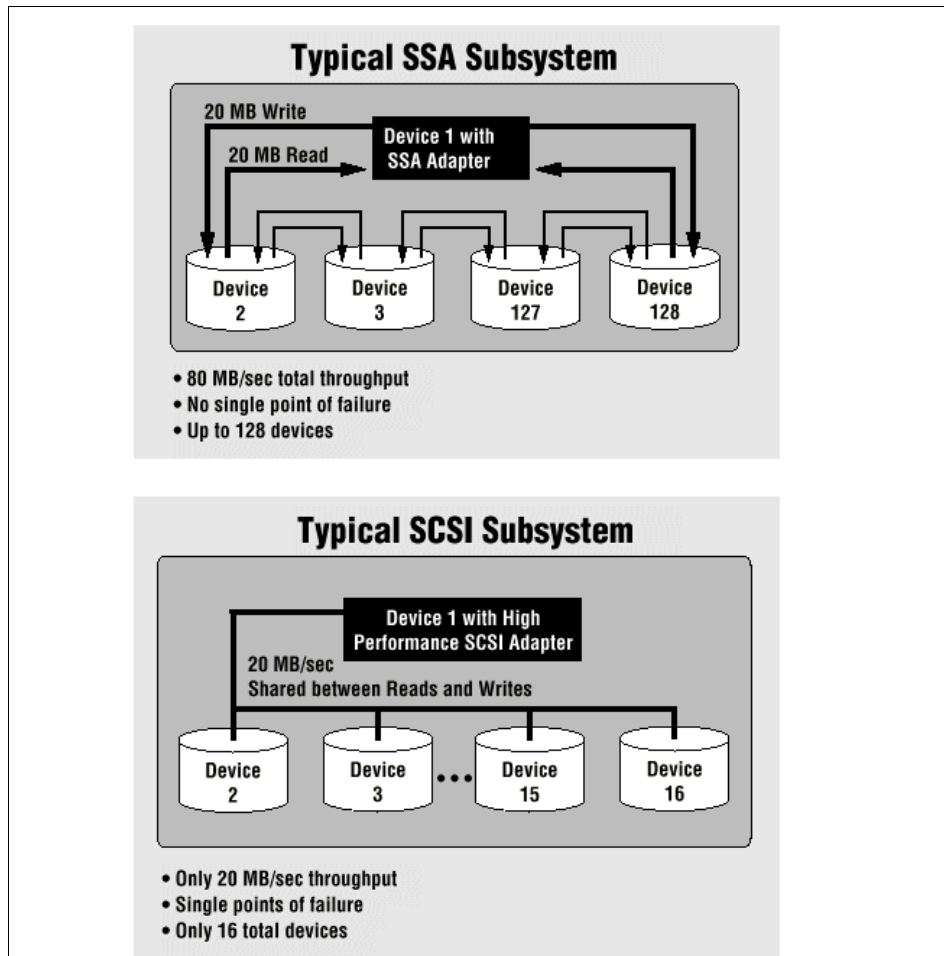 Typical SSA Subsystem
20 MB Write
Device 1 with
SSA Adapter
20 MB Read
Device
2
Device
3
Device
127
Device
128
• 80 MB/sec total throughput
• No single point of failure
• Up to 128 devices
Typical SCSI Subsystem
Device 1 with High
Performance SCSI Adapter
20 MB/sec
Shared between Reads and Writes
Device
2
Device
3
•••
Device
15
Device
16
• Only 20 MB/sec throughput
• Single points of failure
• Only 16 total devices